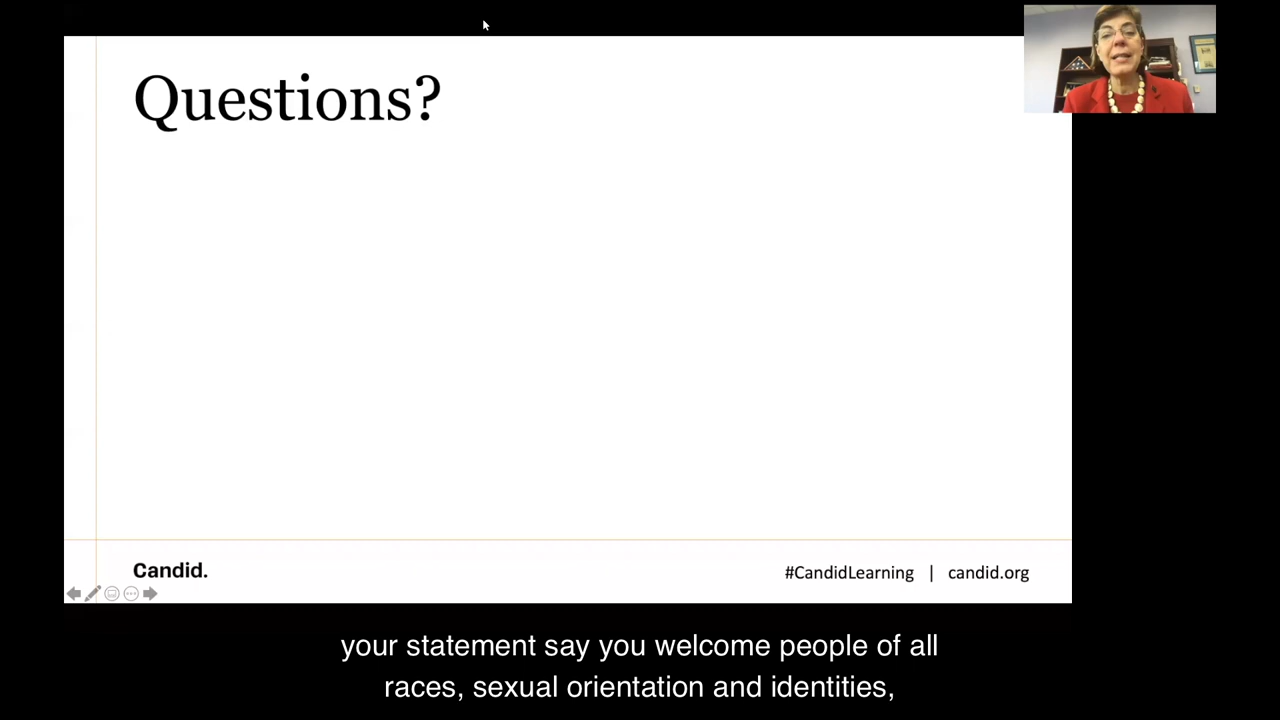 Questions?
Candid.
#CandidLearning | candid.org
your statement say you welcome people of all
races, sexual orientation and identities,